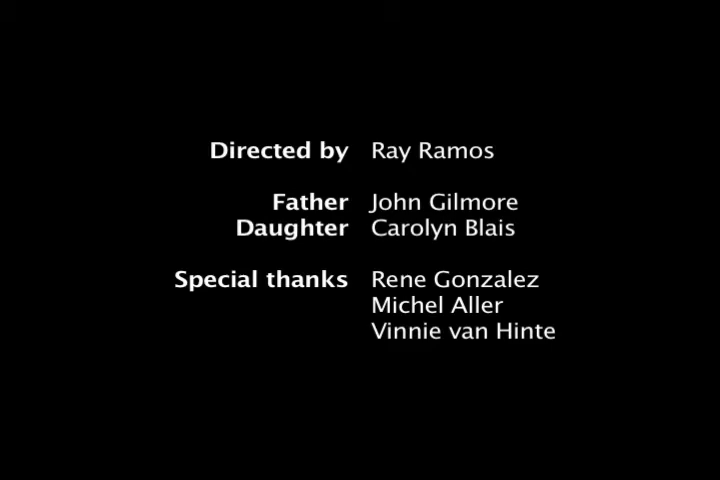 Directed by Ray Ramos
Father John Gilmore
Daughter Carolyn Blais
Special thanks Rene Gonzalez
Michel Aller
Vinnie van Hinte